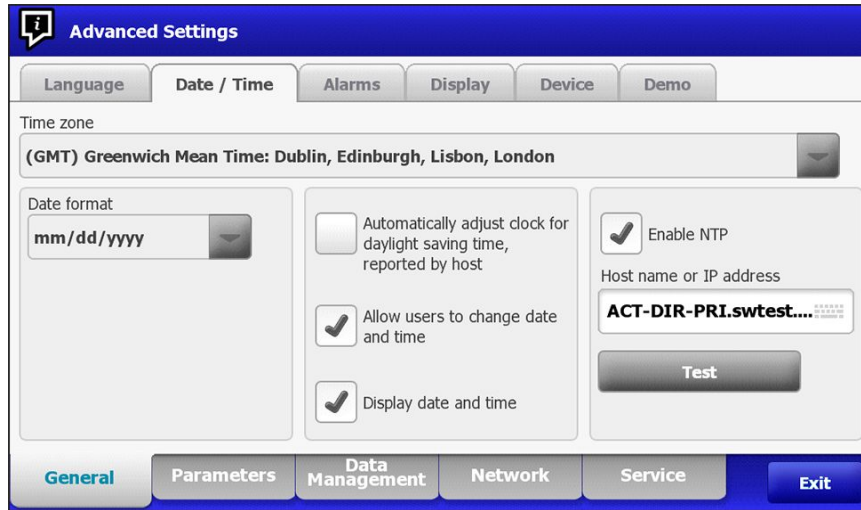 i
Advanced Settings
Language
Date / Time
Alarms
Display
Device
Demo
Time zone
(GMT) Greenwich Mean Time: Dublin, Edinburgh, Lisbon, London
Date format
mm/dd/yyyy
Automatically adjust clock for
daylight saving time,
reported by host
Allow users to change date
and time
Display date and time
Enable NTP
Host name or IP address
ACT-DIR-PRI.swtest....
Test
General
Parameters
Data
Management
Network
Service
Exit